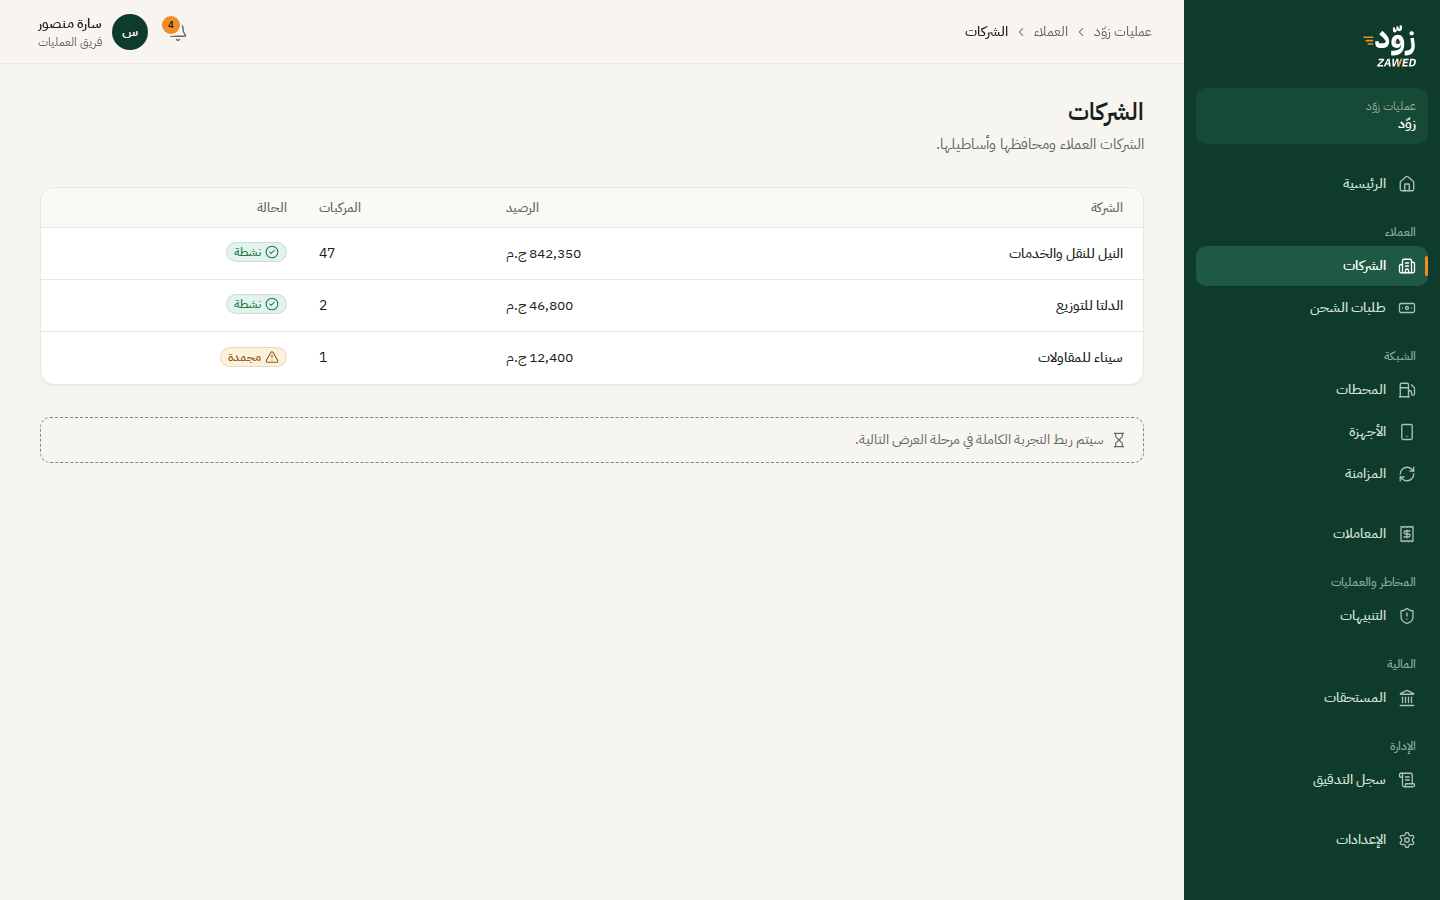 زوّد
ZAWED
عمليات زوّد
زوّد
الرئيسية
العملاء
الشركات
طلبات الشحن
الشبكة
المحطات
الأجهزة
المزامنة
المعاملات
المخاطر والعمليات
التنبيهات
المالية
المستحقات
الإدارة
سجل التدقيق
الإعدادات
عمليات زوّد
العملاء
الشركات
4
س
سارة منصور
فريق العمليات
الشركات
الشركات العملاء ومحافظها وأساطيلها.
الشركة الرصيد المركبات الحالة
النيل للنقل والخدمات 842,350 ج.م 47 نشطة
الدلتا للتوزيع 46,800 ج.م 2 نشطة
سيناء للمقاولات 12,400 ج.م 1 مجمدة
سيتم ربط التجربة الكاملة في مرحلة العرض التالية.